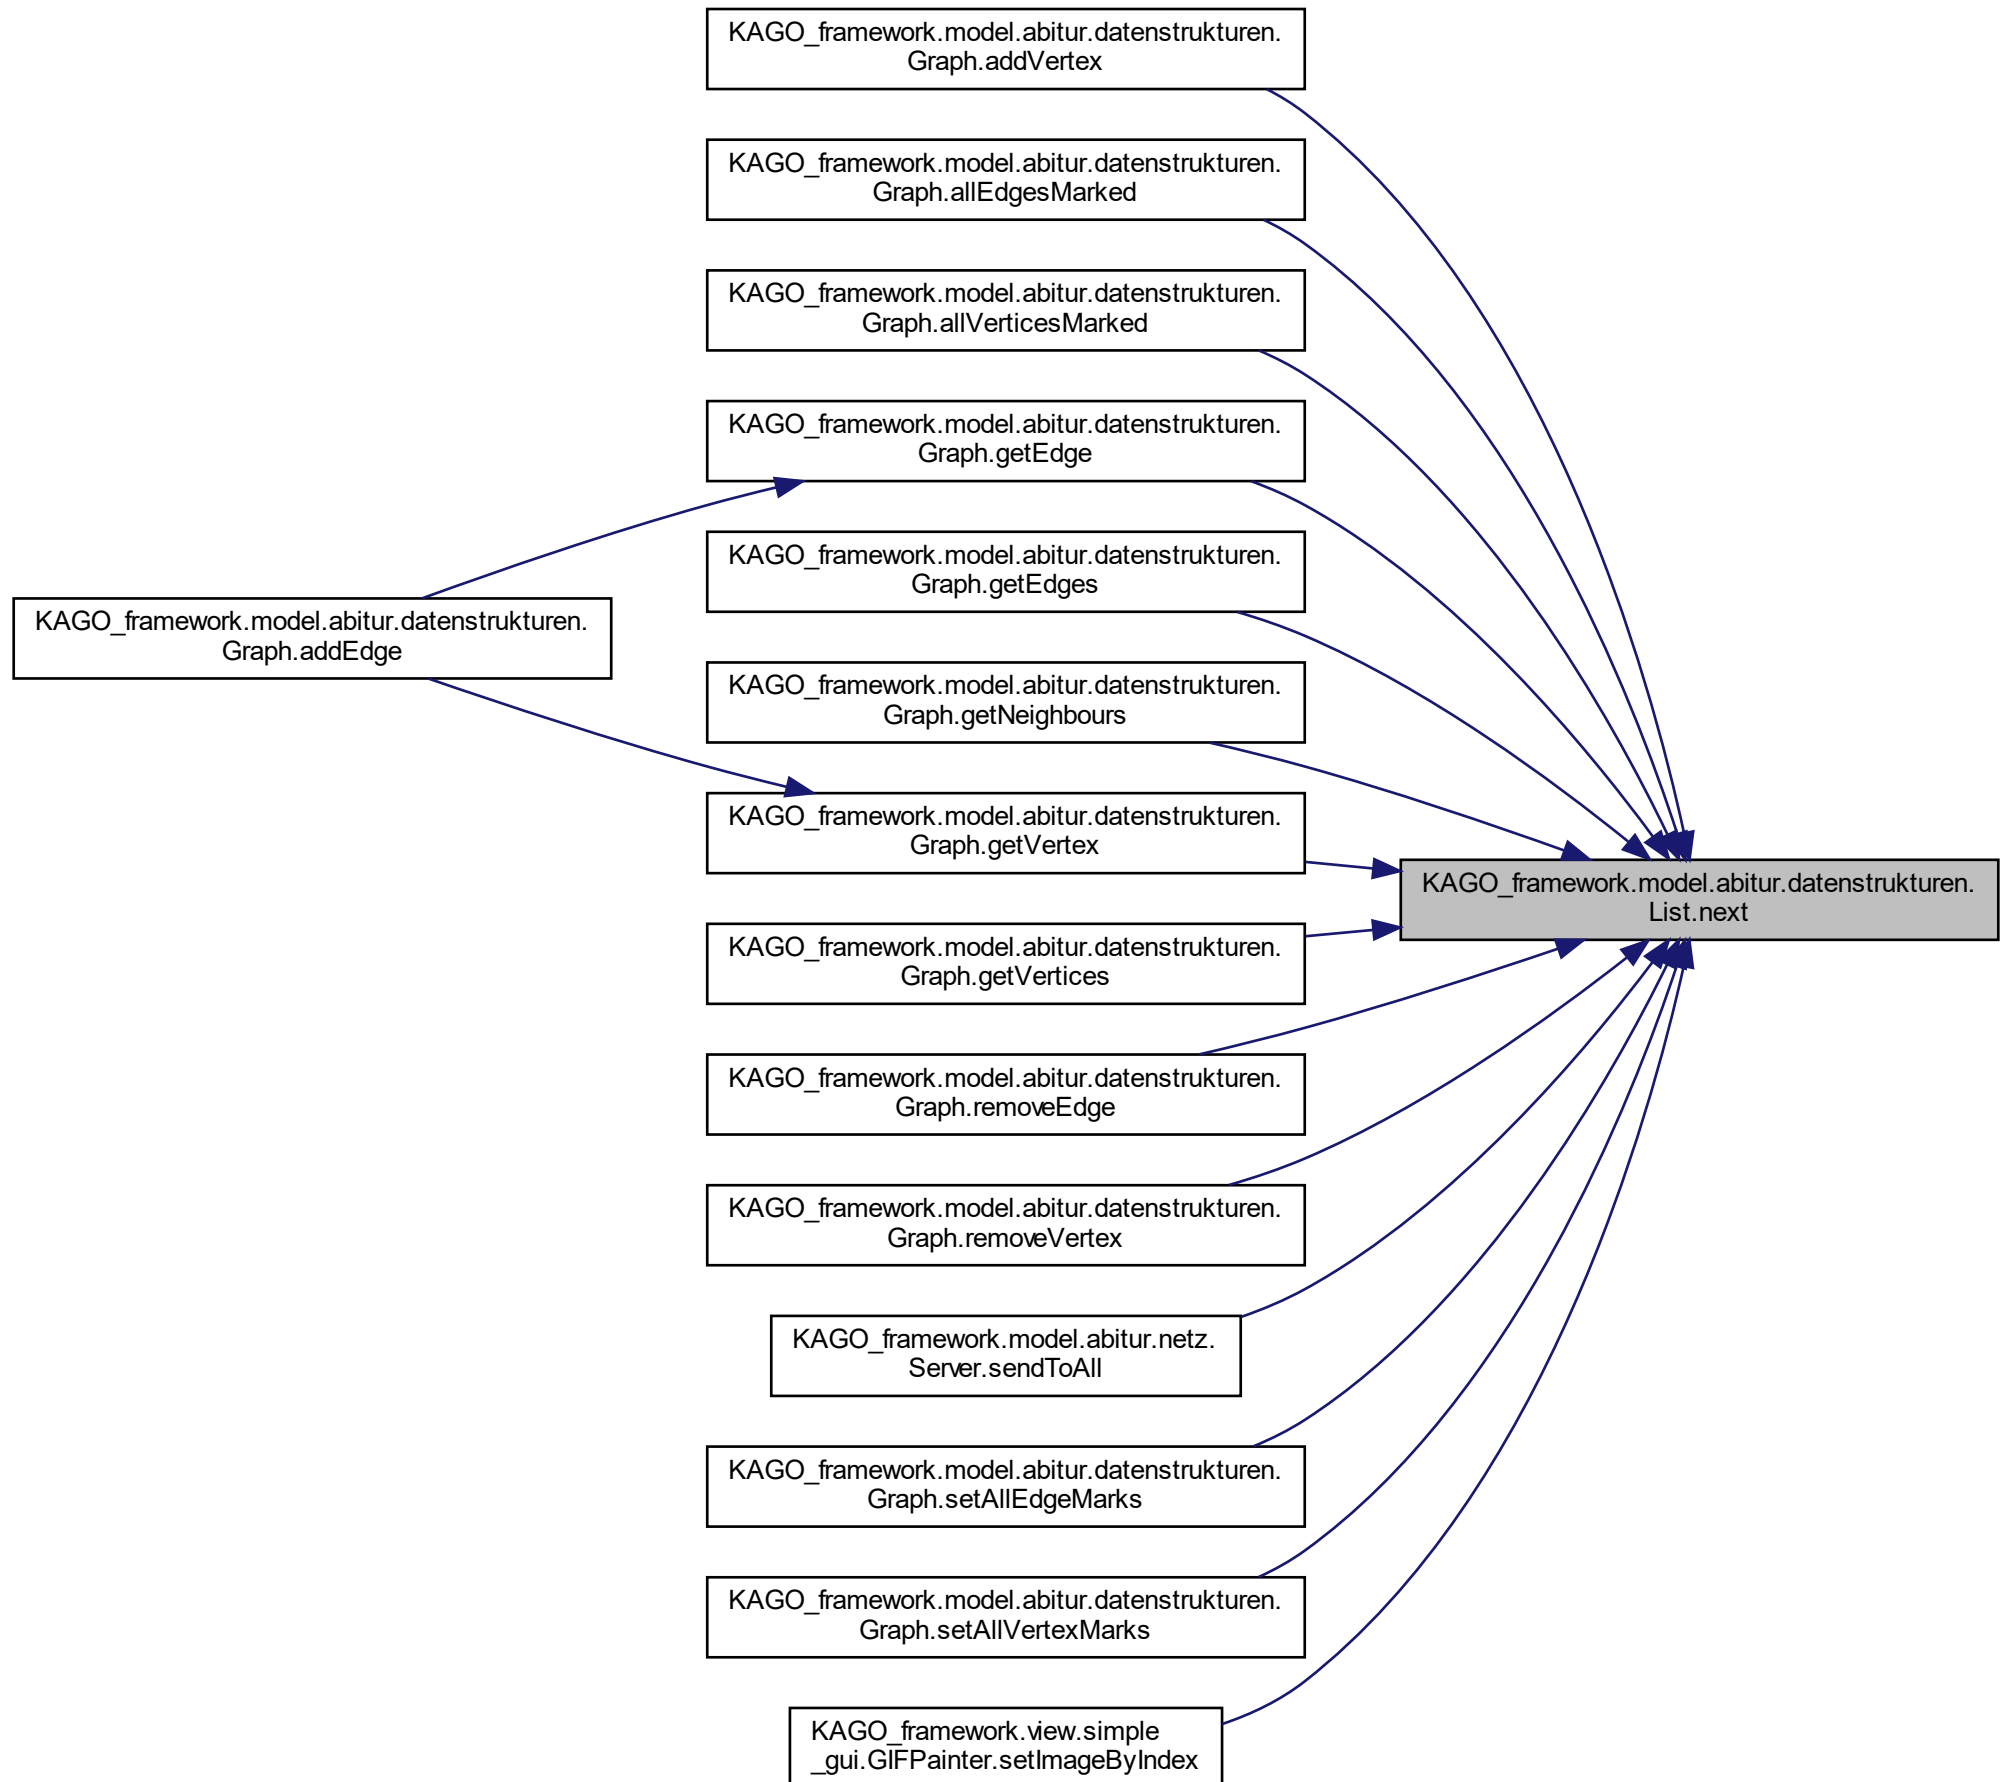 KAGO_framework.model.abitur.datenstrukturen.
Graph.addVertex
KAGO_framework.model.abitur.datenstrukturen.
Graph.allEdgesMarked
KAGO_framework.model.abitur.datenstrukturen.
Graph.allVerticesMarked
KAGO_framework.model.abitur.datenstrukturen.
Graph.getEdge
KAGO_framework.model.abitur.datenstrukturen.
Graph.getEdges
KAGO_framework.model.abitur.datenstrukturen.
Graph.addEdge
KAGO_framework.model.abitur.datenstrukturen.
Graph.getNeighbours
KAGO_framework.model.abitur.datenstrukturen.
Graph.getVertex
KAGO_framework.model.abitur.datenstrukturen.
List.next
KAGO_framework.model.abitur.datenstrukturen.
Graph.getVertices
KAGO_framework.model.abitur.datenstrukturen.
Graph.removeEdge
KAGO_framework.model.abitur.datenstrukturen.
Graph.removeVertex
KAGO_framework.model.abitur.netz.
Server.sendToAll
KAGO_framework.model.abitur.datenstrukturen.
Graph.setAllEdgeMarks
KAGO_framework.model.abitur.datenstrukturen.
Graph.setAllVertexMarks
KAGO_framework.view.simple
_gui.GIFPainter.setImageByIndex